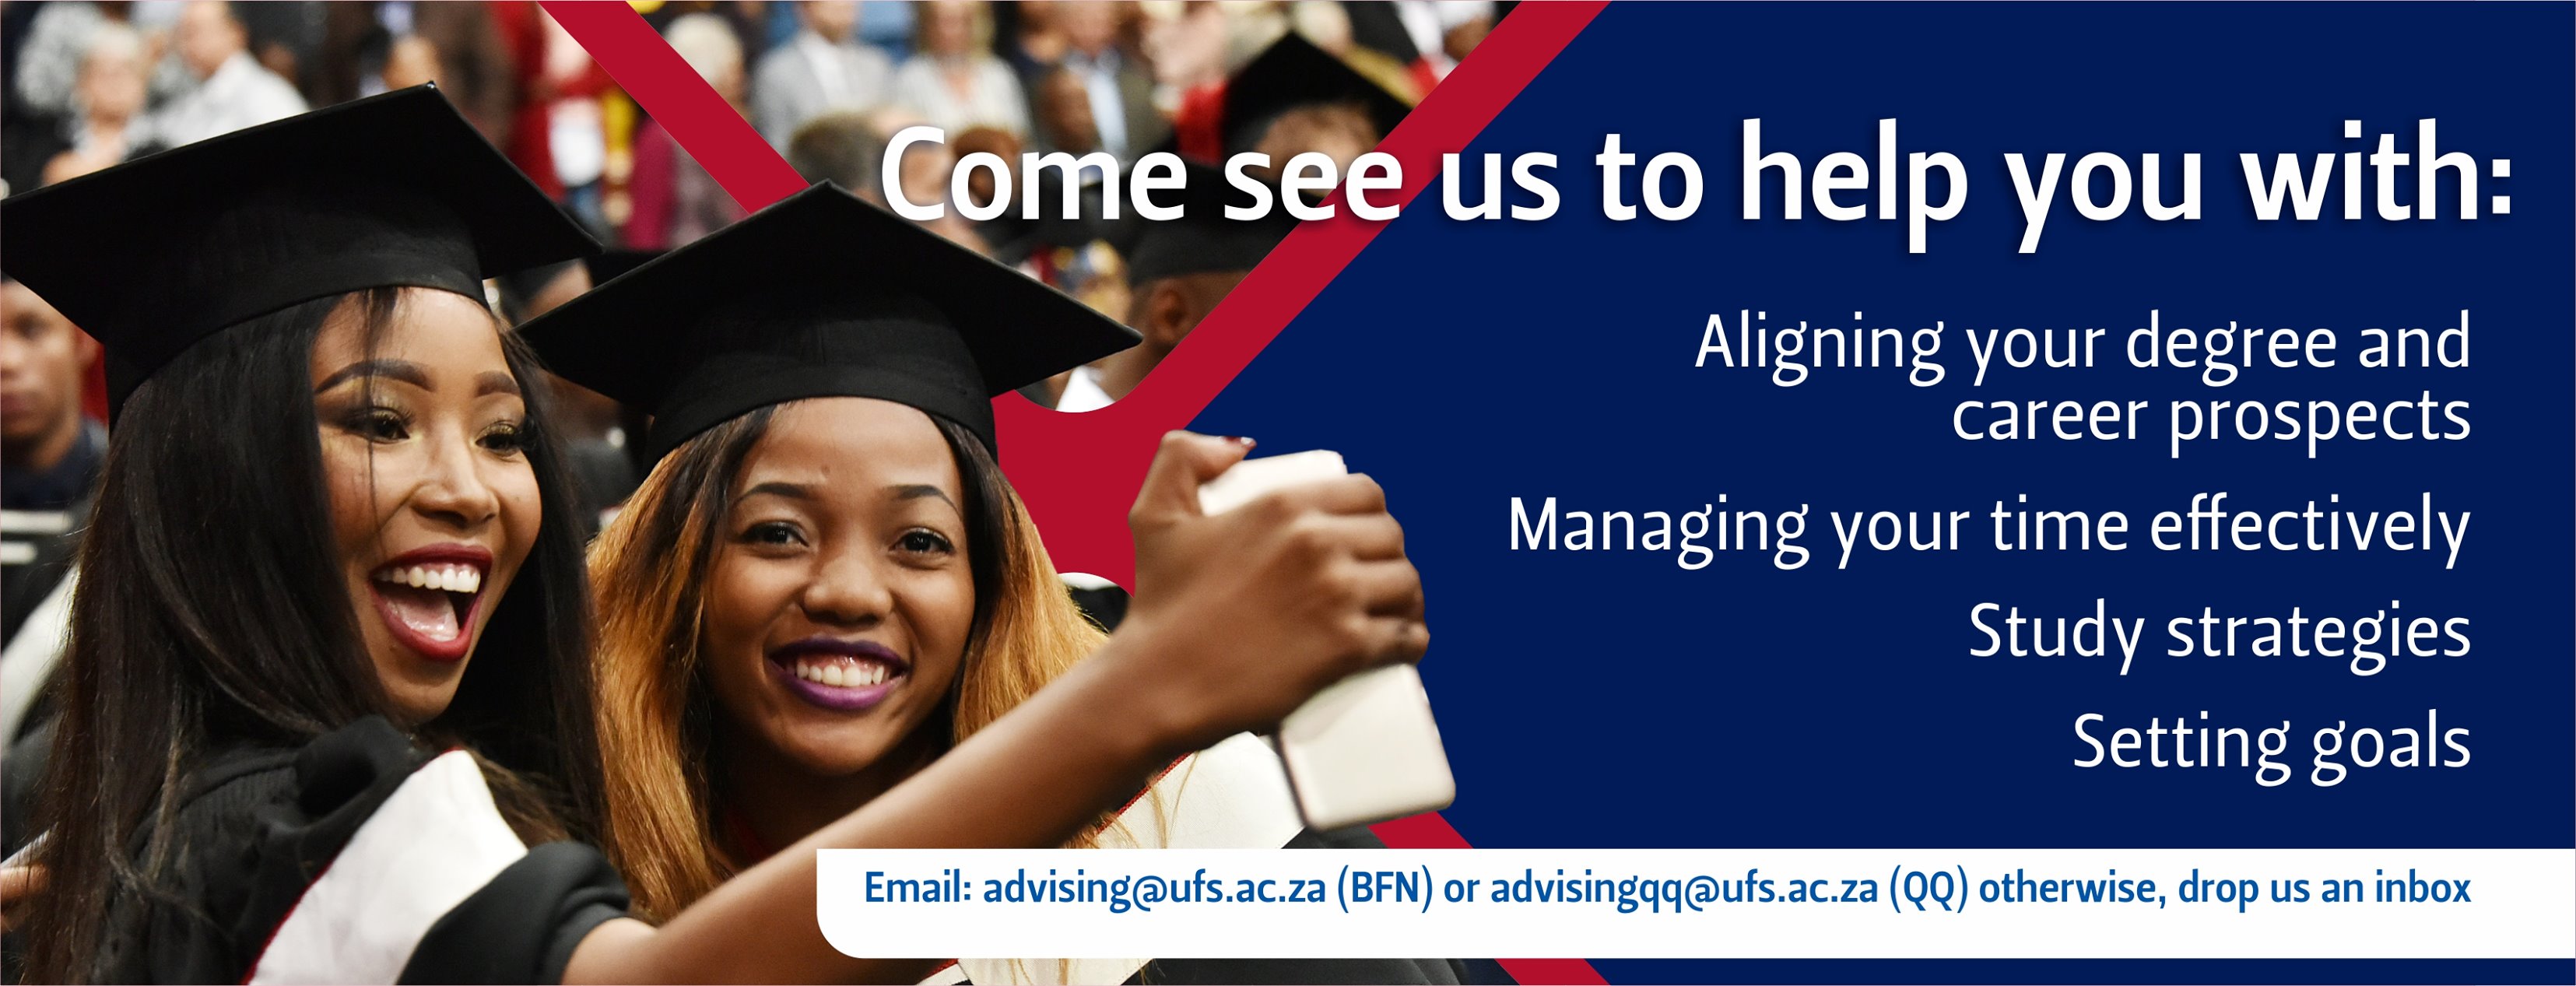 Come see us to help you with:
Aligning your degree and
career prospects
Managing your time effectively
Study strategies
Setting goals
Email: advising@ufs.ac.za (BFN) or advisingqq@ufs.ac.za (QQ) otherwise, drop us an inbox